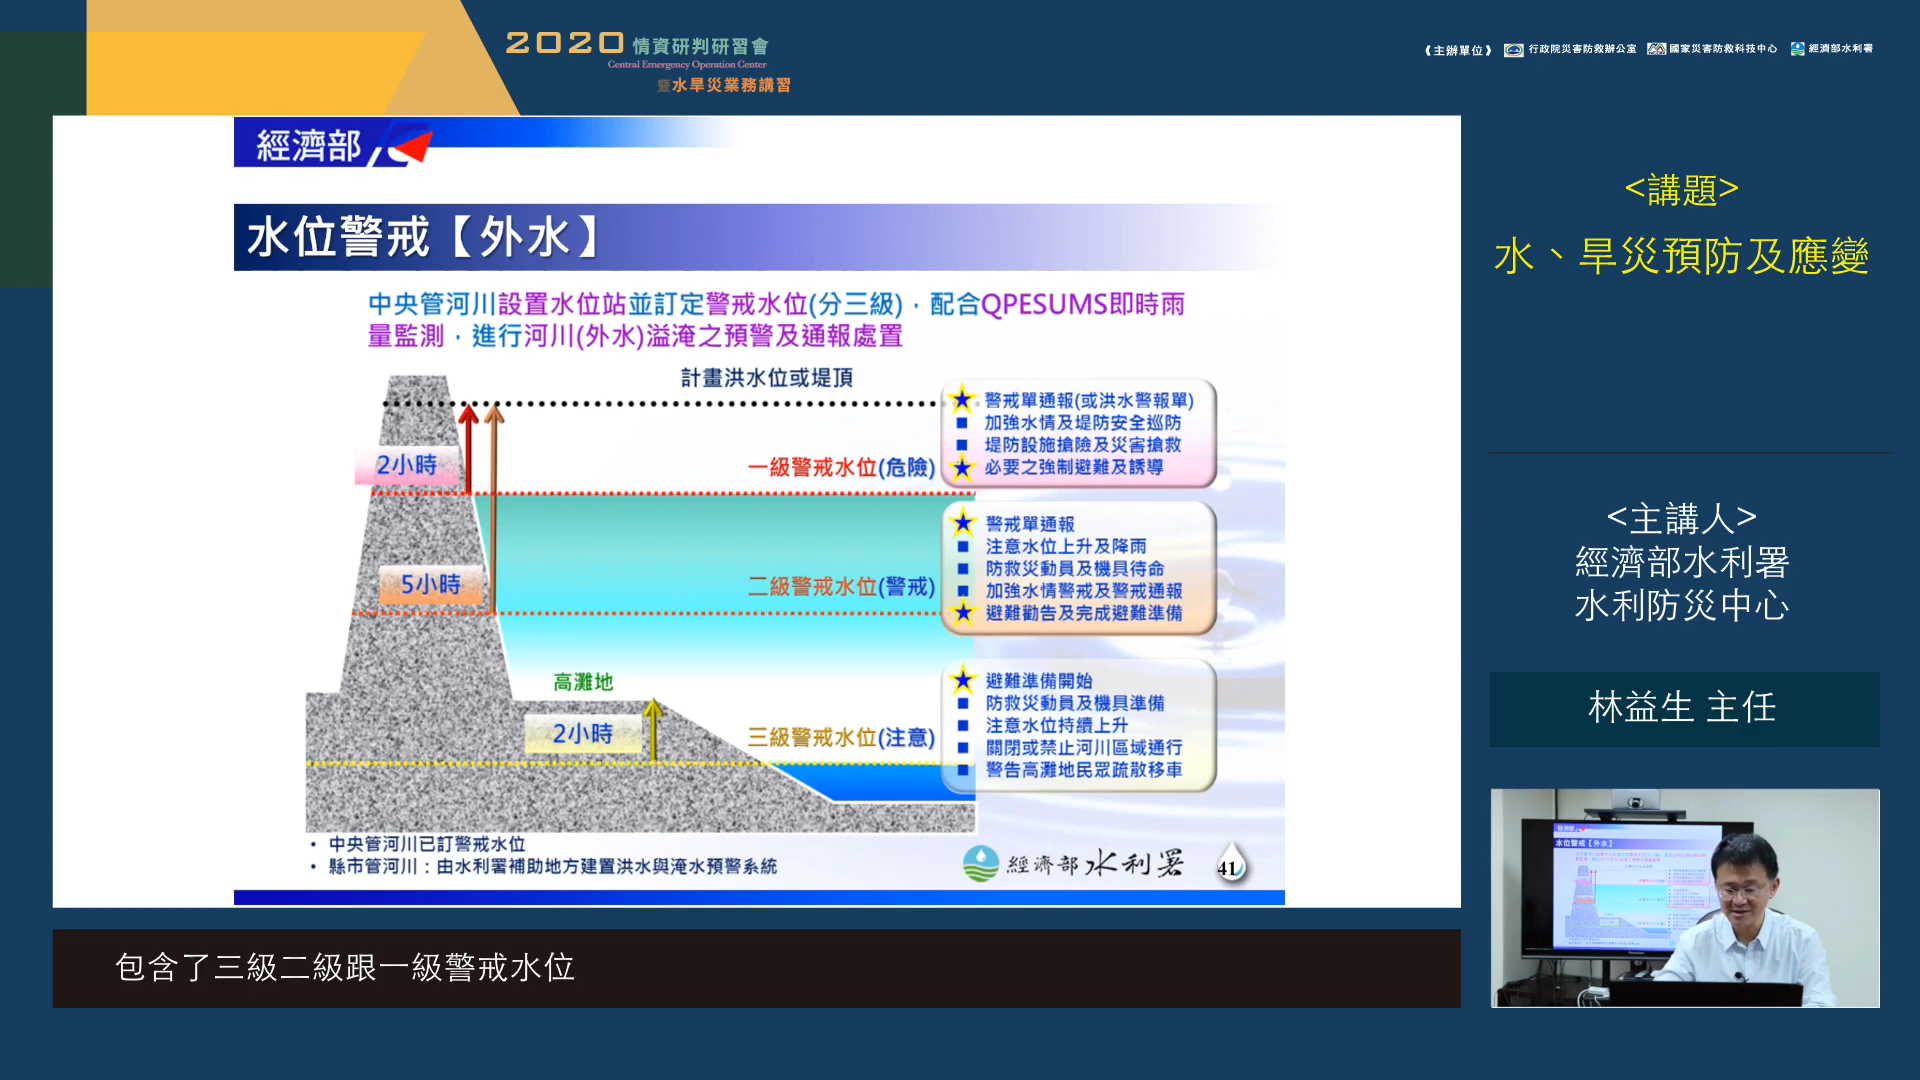 2020 情資研判研習會
Central Emergency Operation Center
暨水旱災業務講習
《主辦單位》 行政院災害防救辦公室 國家災害防救科技中心 經濟部水利署
經濟部
水位警戒【外水】
中央管河川設置水位站並訂定警戒水位(分三級)，配合QPESUMS即時雨
量監測，進行河川(外水)溢淹之預警及通報處置
計畫洪水位或堤頂
2小時
一級警戒水位(危險)
★ 警戒單通報(或洪水警報單)
■ 加強水情及堤防安全巡防
■ 堤防設施搶險及災害搶救
★ 必要之強制避難及誘導
5小時
二級警戒水位(警戒)
★ 警戒單通報
■ 注意水位上升及降雨
■ 防救災動員及機具待命
■ 加強水情警戒及警戒通報
★ 避難勸告及完成避難準備
高灘地
2小時
三級警戒水位(注意)
★ 避難準備開始
■ 防救災動員及機具準備
■ 注意水位持續上升
■ 關閉或禁止河川區域通行
■ 警告高灘地民眾疏散移車
• 中央管河川已訂警戒水位
• 縣市管河川：由水利署補助地方建置洪水與淹水預警系統
經濟部水利署
41
<講題>
水、旱災預防及應變
<主講人>
經濟部水利署
水利防災中心
林益生 主任
水位警戒【外水】
包含了三級二級跟一級警戒水位